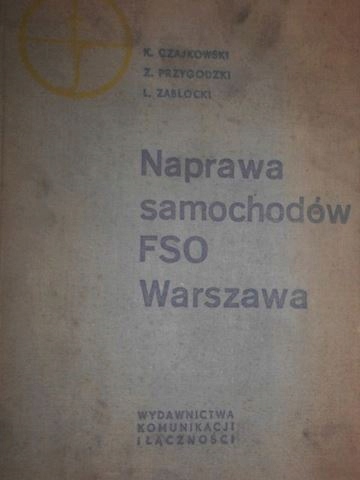 K. CZAJKOWSKI
Z. PRZYGODZKI
L. ZABŁOCKI
Naprawa
samochodów
FSO
Warszawa
WYDAWNICTWA
KOMUNIKACJI
I ŁĄCZNOŚCI